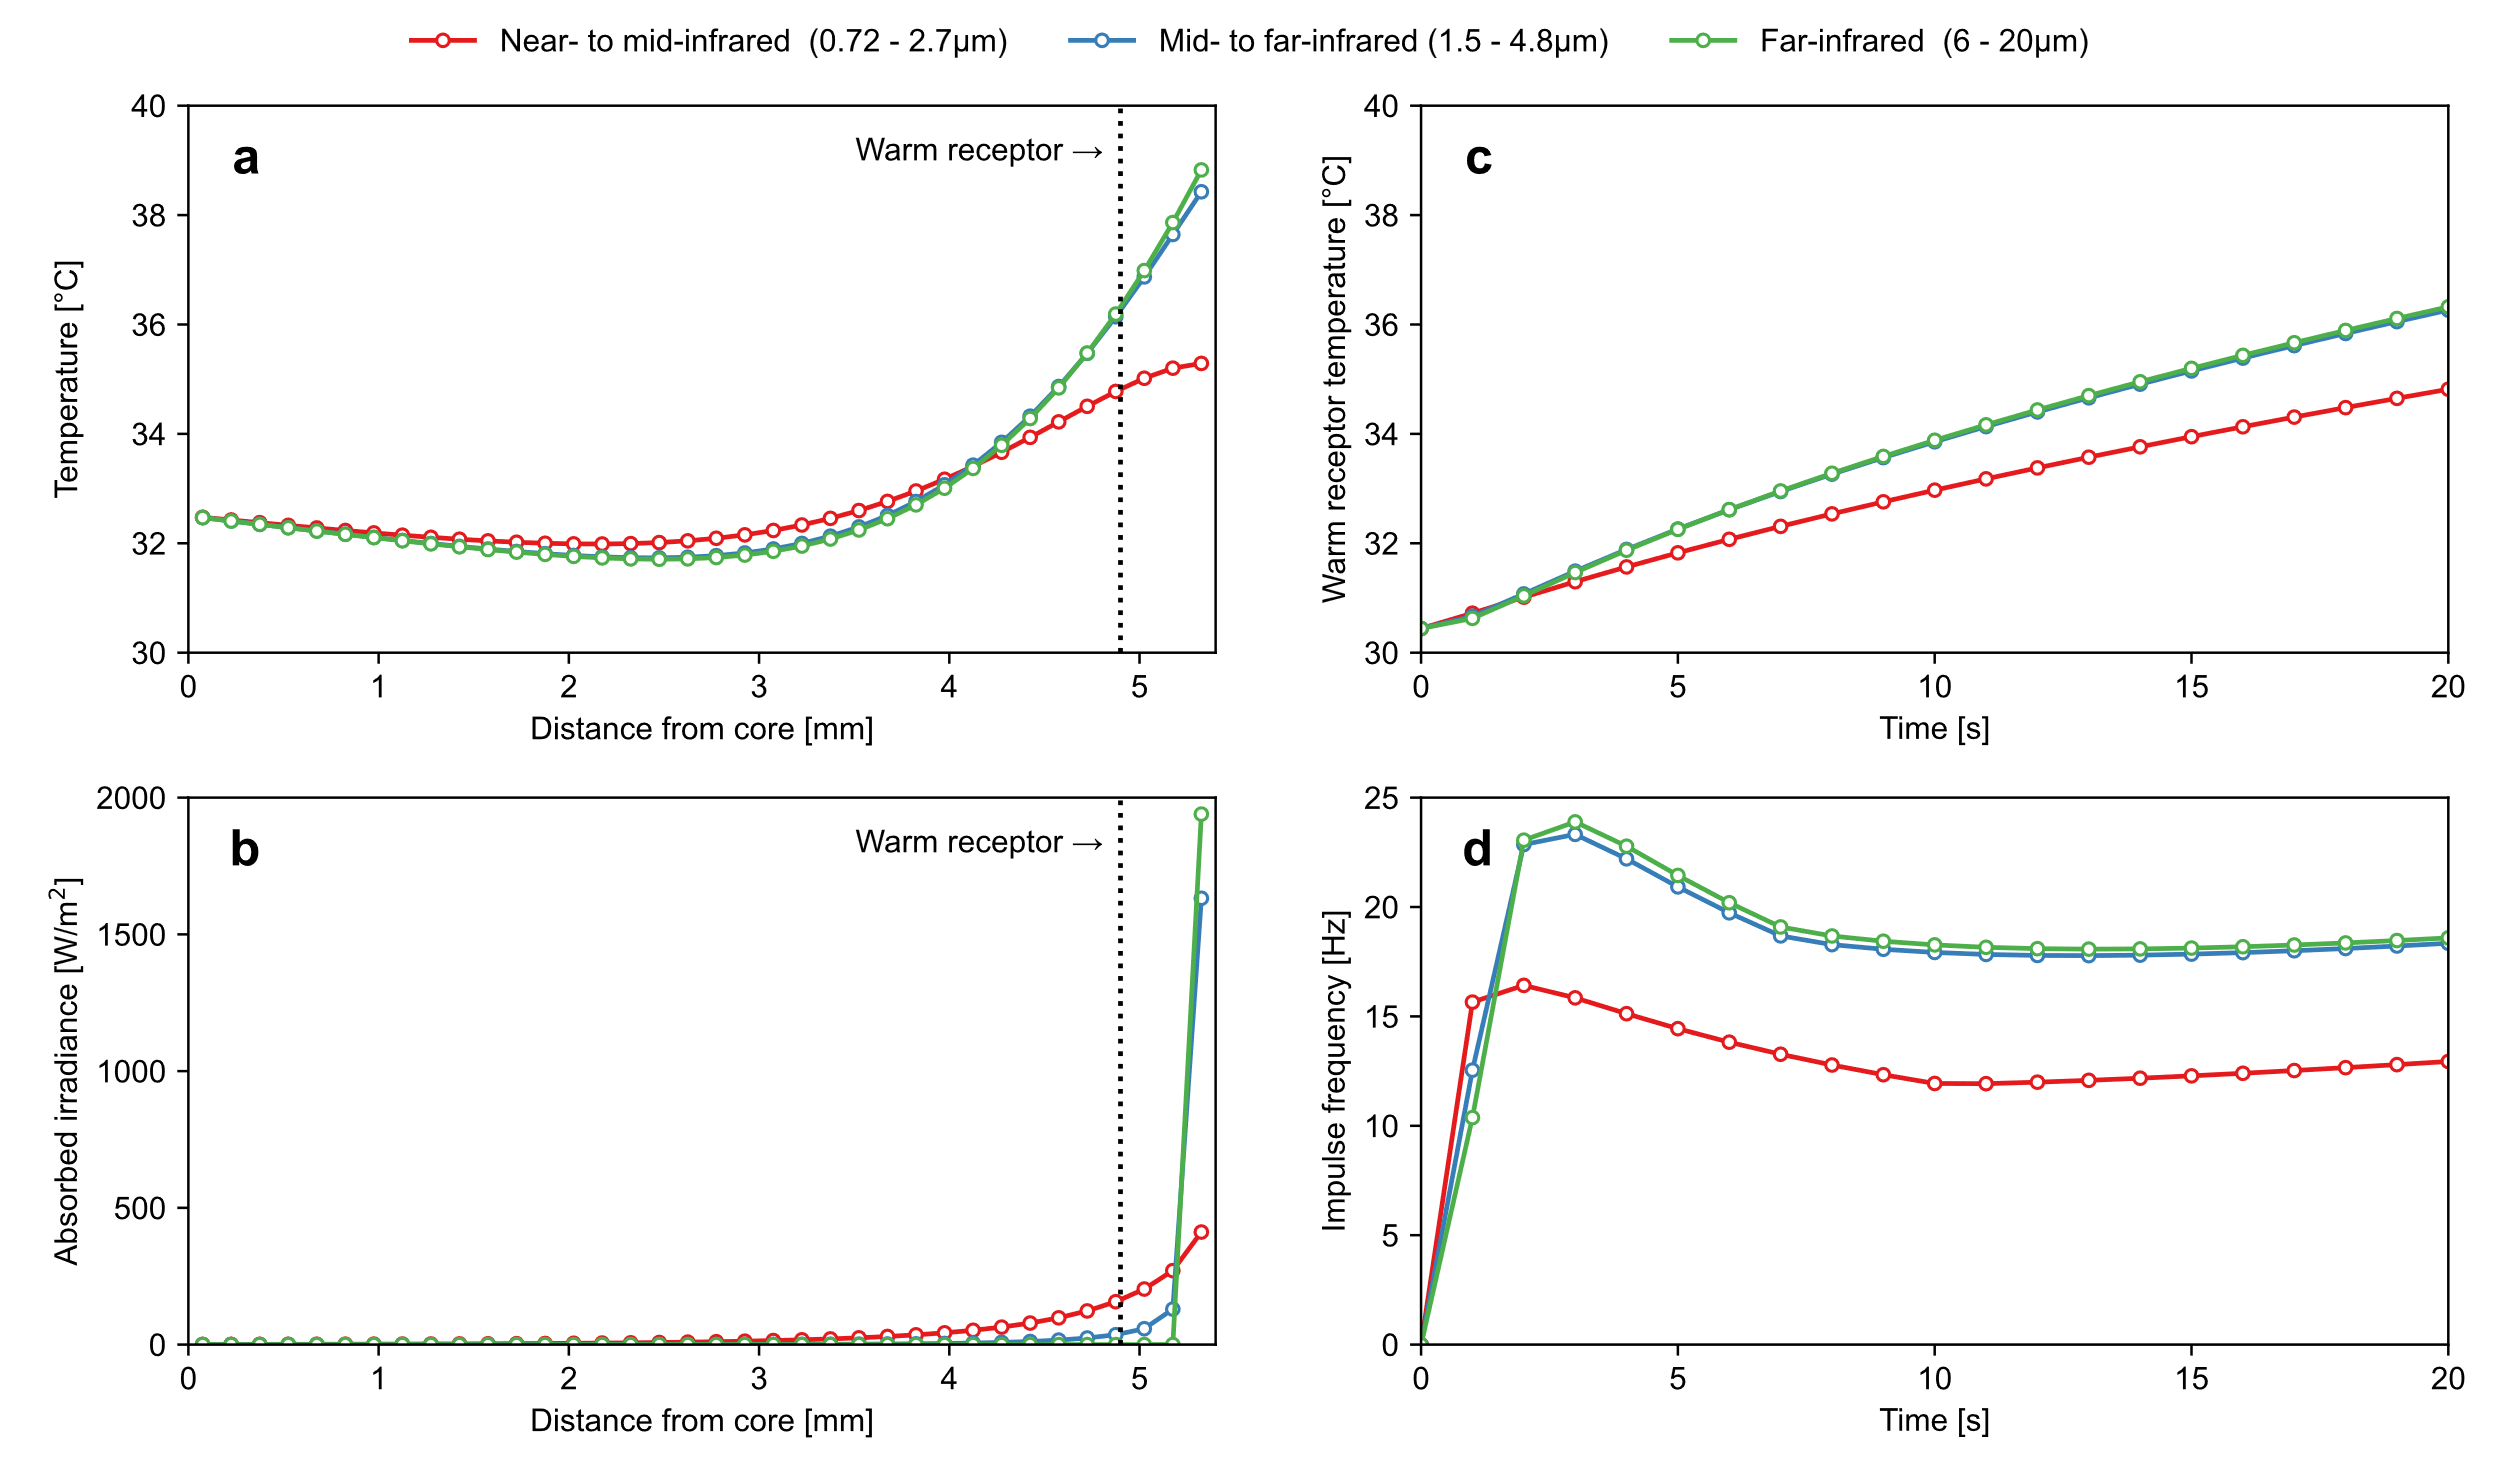 Near- to mid-infrared (0.72 - 2.7µm)
Mid- to far-infrared (1.5 - 4.8µm)
Far-infrared (6 - 20µm)
a
Warm receptor →
Temperature [°C]
40
38
36
34
32
30
0 1 2 3 4 5
Distance from core [mm]
c
Warm receptor temperature [°C]
40
38
36
34
32
30
0 5 10 15 20
Time [s]
b
Warm receptor →
Absorbed irradiance [W/m²]
2000
1500
1000
500
0
0 1 2 3 4 5
Distance from core [mm]
d
Impulse frequency [Hz]
25
20
15
10
5
0
0 5 10 15 20
Time [s]